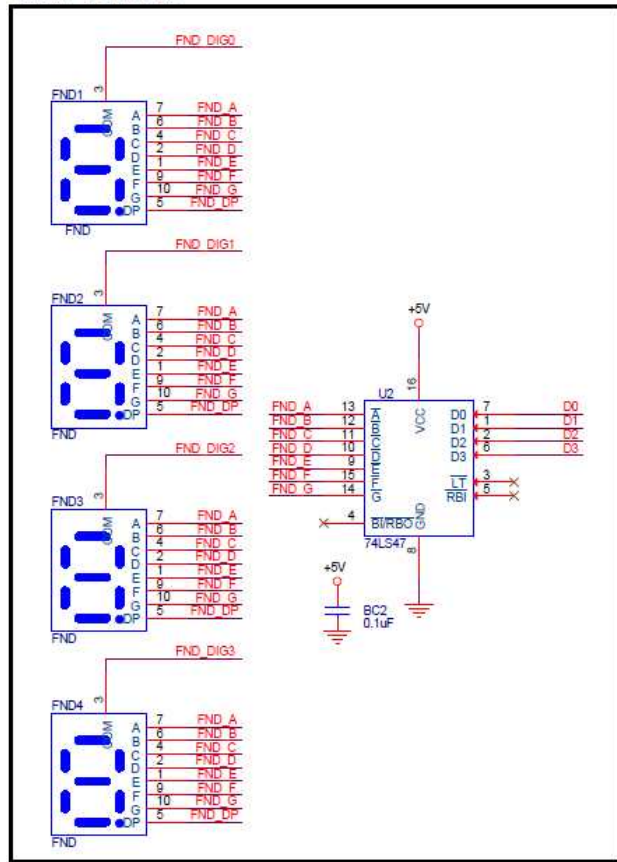 FND_DIG0
3
FND1
COM
A 7 FND_A
B 6 FND_B
C 4 FND_C
D 2 FND_D
E 1 FND_E
F 9 FND_F
G 10 FND_G
DP 5 FND_DP
FND
FND_DIG1
3
FND2
COM
A 7 FND_A
B 6 FND_B
C 4 FND_C
D 2 FND_D
E 1 FND_E
F 9 FND_F
G 10 FND_G
DP 5 FND_DP
FND
FND_DIG2
3
FND3
COM
A 7 FND_A
B 6 FND_B
C 4 FND_C
D 2 FND_D
E 1 FND_E
F 9 FND_F
G 10 FND_G
DP 5 FND_DP
FND
FND_DIG3
3
FND4
COM
A 7 FND_A
B 6 FND_B
C 4 FND_C
D 2 FND_D
E 1 FND_E
F 9 FND_F
G 10 FND_G
DP 5 FND_DP
FND
+5V
16
U2
VCC
FND_A 13 A D0 7 D0
FND_B 12 B D1 1 D1
FND_C 11 C D2 2 D2
FND_D 10 D D3 6 D3
FND_E 9 E
FND_F 15 F LT 3
FND_G 14 G RBI 5
4 BI/RBO GND
74LS47
8
+5V
BC2
0.1uF